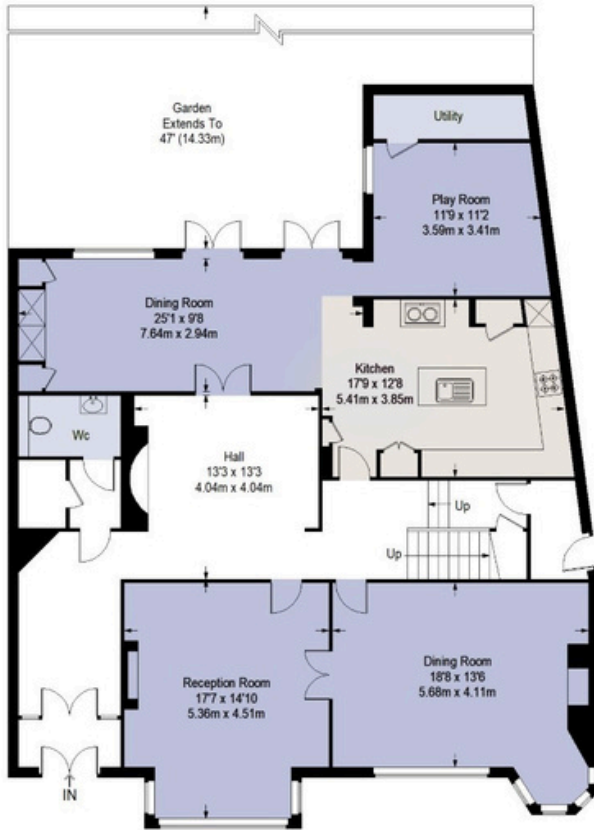 Garden
Extends To
47' (14.33m)
Utility
Play Room
11'9 x 11'2
3.59m x 3.41m
Dining Room
25'1 x 9'8
7.64m x 2.94m
Kitchen
17'9 x 12'8
5.41m x 3.85m
Wc
Hall
13'3 x 13'3
4.04m x 4.04m
Up
Up
Reception Room
17'7 x 14'10
5.36m x 4.51m
Dining Room
18'8 x 13'6
5.68m x 4.11m
IN